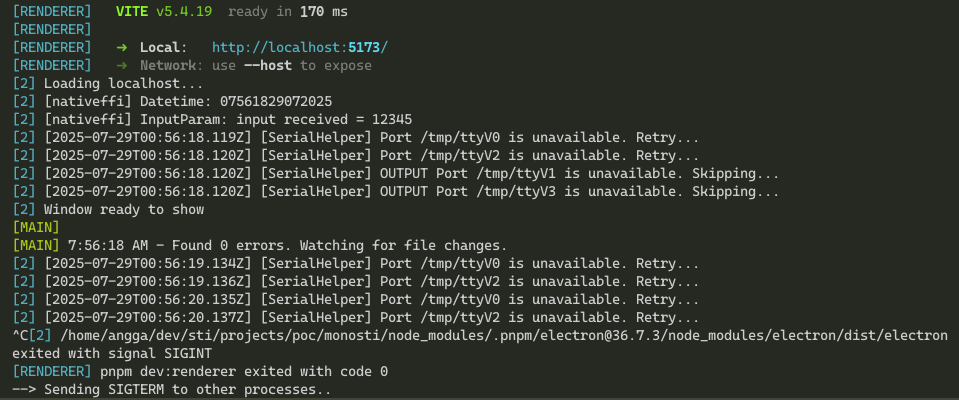 [RENDERER]   VITE v5.4.19  ready in 170 ms
[RENDERER]
[RENDERER]   ➜  Local:   http://localhost:5173/
[RENDERER]   ➜  Network: use --host to expose
[2] Loading localhost...
[2] [nativeffi] Datetime: 07561829072025
[2] [nativeffi] InputParam: input received = 12345
[2] [2025-07-29T00:56:18.119Z] [SerialHelper] Port /tmp/ttyV0 is unavailable. Retry...
[2] [2025-07-29T00:56:18.120Z] [SerialHelper] Port /tmp/ttyV2 is unavailable. Retry...
[2] [2025-07-29T00:56:18.120Z] [SerialHelper] OUTPUT Port /tmp/ttyV1 is unavailable. Skipping...
[2] [2025-07-29T00:56:18.120Z] [SerialHelper] OUTPUT Port /tmp/ttyV3 is unavailable. Skipping...
[2] Window ready to show
[MAIN]
[MAIN] 7:56:18 AM - Found 0 errors. Watching for file changes.
[2] [2025-07-29T00:56:19.134Z] [SerialHelper] Port /tmp/ttyV0 is unavailable. Retry...
[2] [2025-07-29T00:56:19.136Z] [SerialHelper] Port /tmp/ttyV2 is unavailable. Retry...
[2] [2025-07-29T00:56:20.135Z] [SerialHelper] Port /tmp/ttyV0 is unavailable. Retry...
[2] [2025-07-29T00:56:20.137Z] [SerialHelper] Port /tmp/ttyV2 is unavailable. Retry...
^C[2] /home/angga/dev/sti/projects/poc/monosti/node_modules/.pnpm/electron@36.7.3/node_modules/electron/dist/electron
exited with signal SIGINT
[RENDERER] pnpm dev:renderer exited with code 0
--> Sending SIGTERM to other processes..